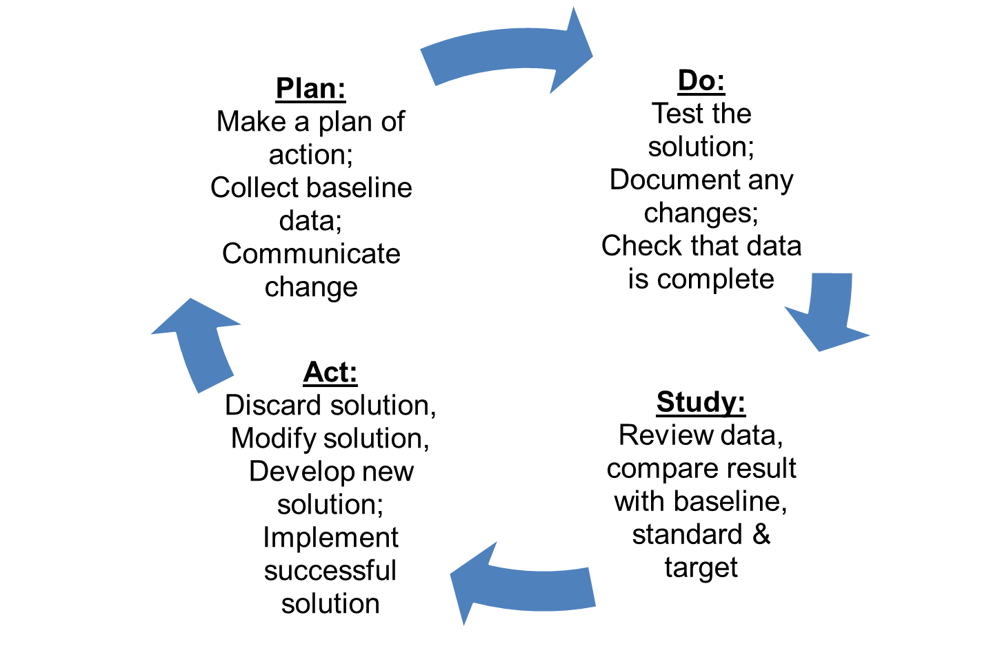 Plan:
Make a plan of
action;
Collect baseline
data;
Communicate
change
Do:
Test the
solution;
Document any
changes;
Check that data
is complete
Study:
Review data,
compare result
with baseline,
standard &
target
Act:
Discard solution,
Modify solution,
Develop new
solution;
Implement
successful
solution